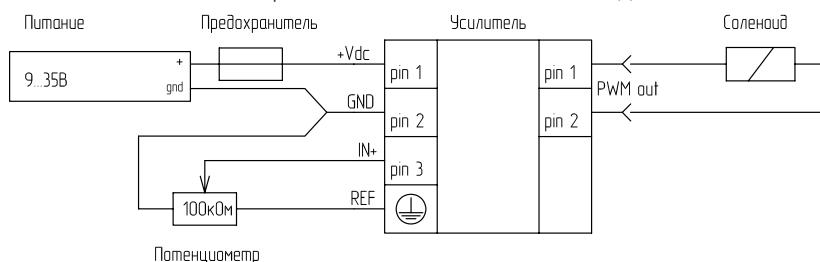 Питание
Предохранитель
Усилитель
Соленоид
+
+Vdc
pin 1
pin 1
9...35В
gnd
PWM out
GND
pin 2
pin 2
IN+
pin 3
100кОм
REF
Потенциометр